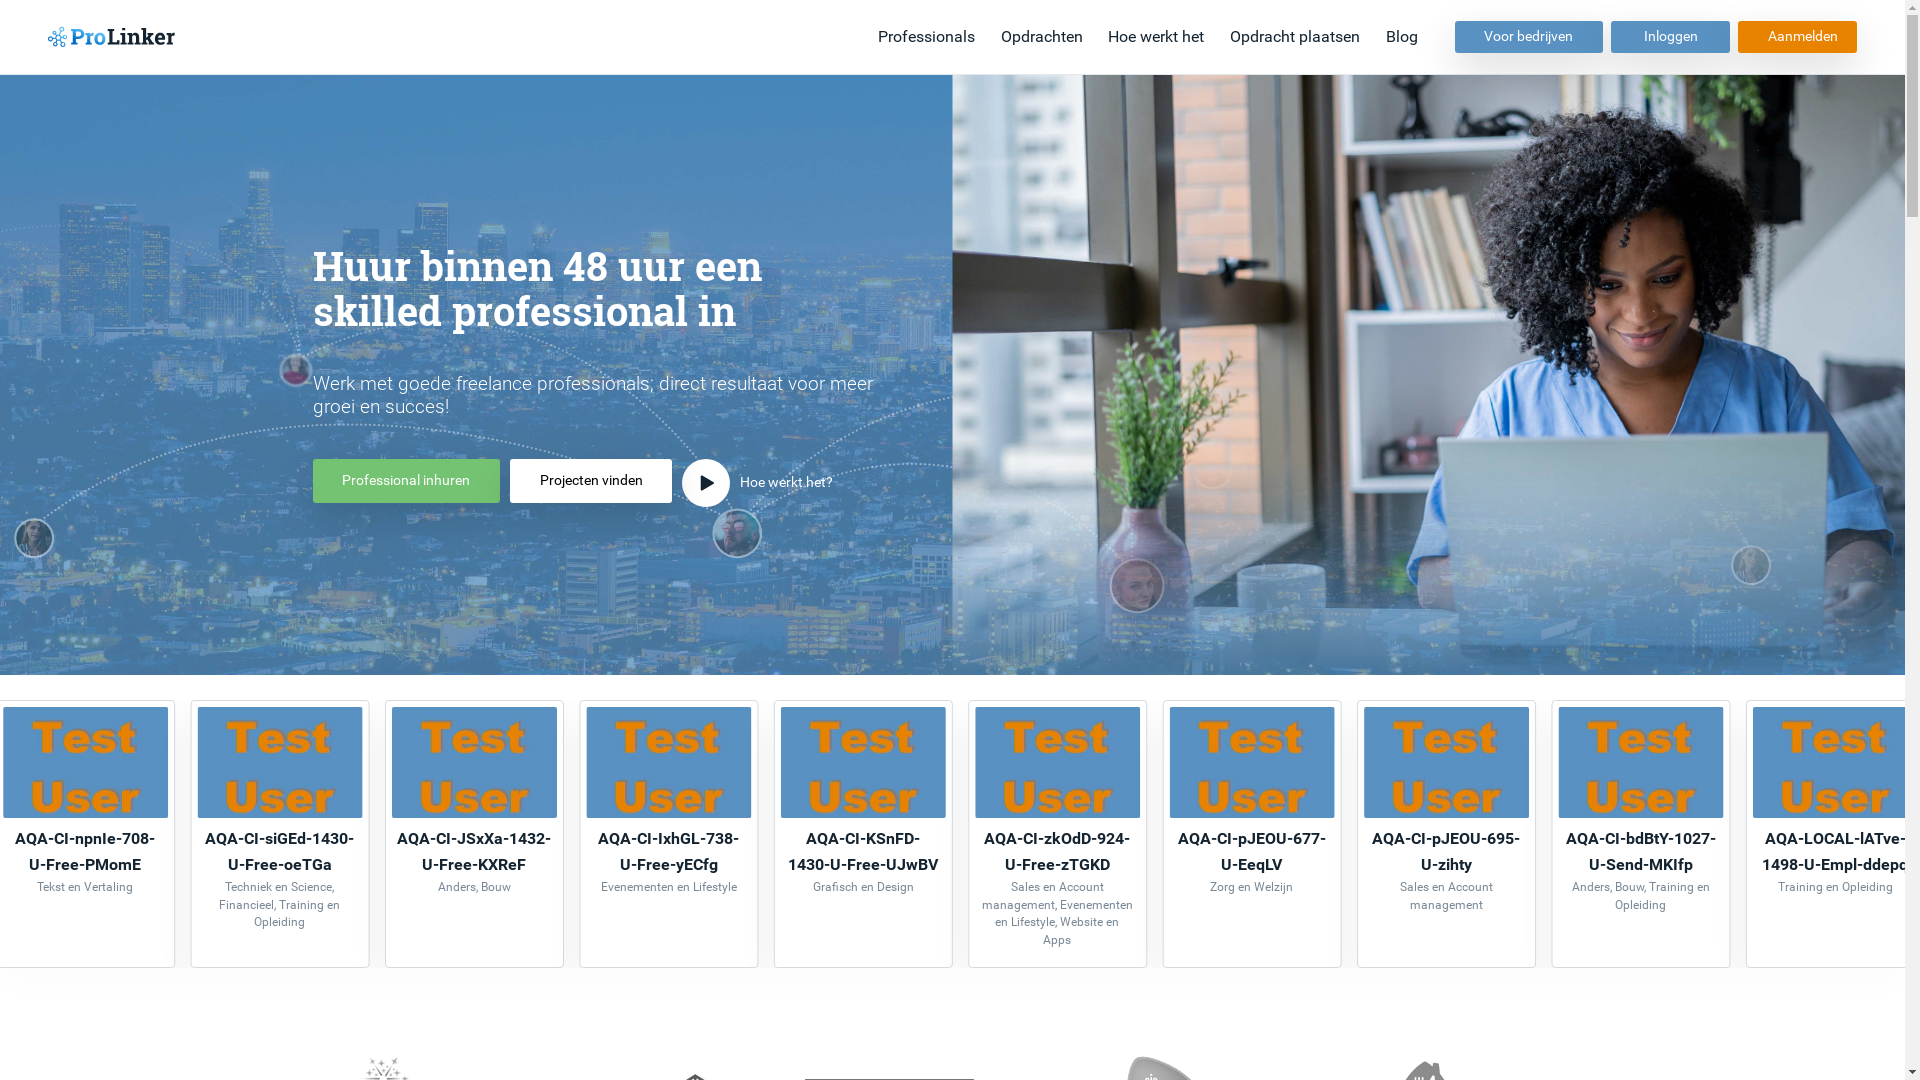 ProLinker
Professionals
Opdrachten
Hoe werkt het
Opdracht plaatsen
Blog
Voor bedrijven
Inloggen
Aanmelden
Huur binnen 48 uur een
skilled professional in
Werk met goede freelance professionals; direct resultaat voor meer
groei en succes!
Professional inhuren
Projecten vinden
Hoe werkt het?
Test
User
AQA-CI-npnIe-708-
U-Free-PMomE
Tekst en Vertaling
Test
User
AQA-CI-siGEd-1430-
U-Free-oeTGa
Techniek en Science,
Financieel, Training en
Opleiding
Test
User
AQA-CI-JSxXa-1432-
U-Free-KXReF
Anders, Bouw
Test
User
AQA-CI-IxhGL-738-
U-Free-yECfg
Evenementen en Lifestyle
Test
User
AQA-CI-KSnFD-
1430-U-Free-UJwBV
Grafisch en Design
Test
User
AQA-CI-zkOdD-924-
U-Free-zTGKD
Sales en Account
management, Evenementen
en Lifestyle, Website en
Apps
Test
User
AQA-CI-pJEOU-677-
U-EeqLV
Zorg en Welzijn
Test
User
AQA-CI-pJEOU-695-
U-zihty
Sales en Account
management
Test
User
AQA-CI-bdBtY-1027-
U-Send-MKIfp
Anders, Bouw, Training en
Opleiding
Test
User
AQA-LOCAL-lATve-
1498-U-Empl-ddepo
Training en Opleiding